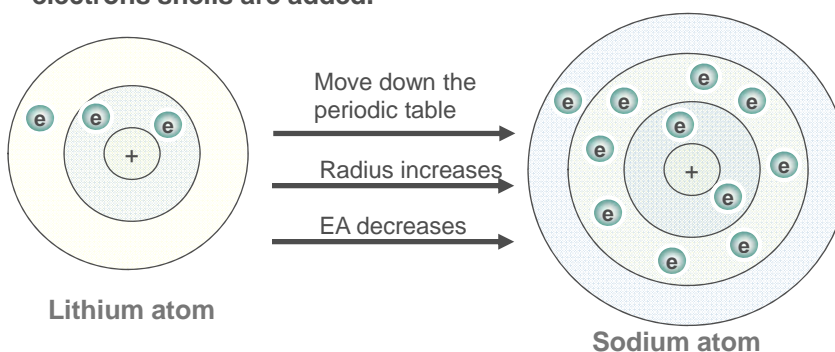 electrons shells are added.
e
e
e
+
Lithium atom
Move down the
periodic table
Radius increases
EA decreases
e
e
e
e
e
e
e
+
e
e
e
e
Sodium atom